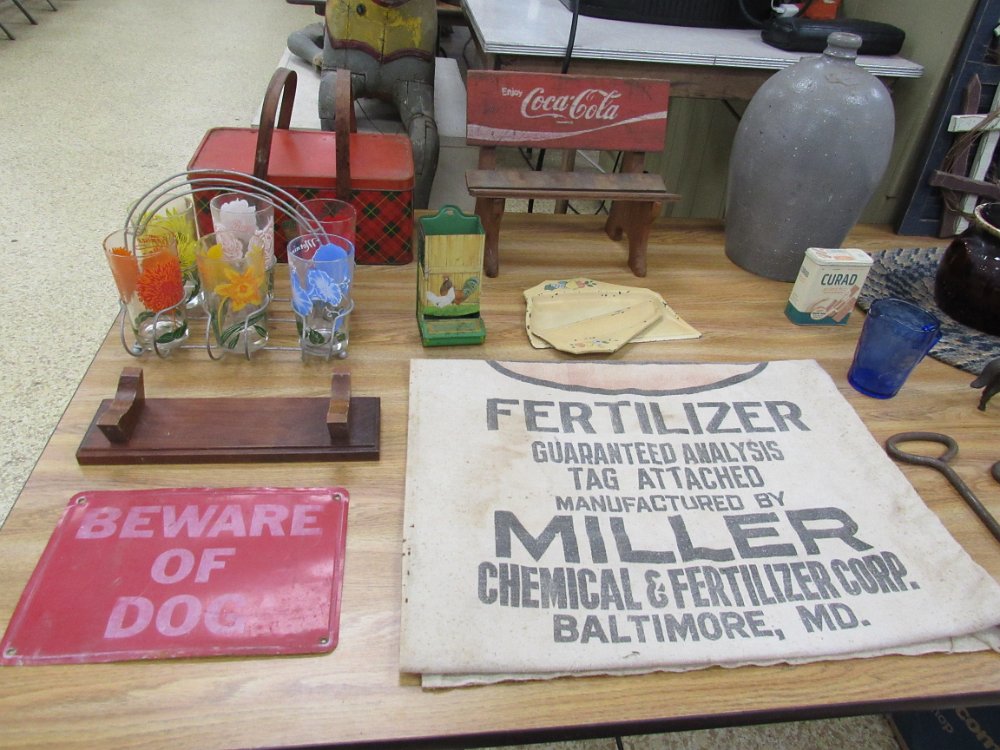 Enjoy
Coca-Cola
CURAD
FERTILIZER
GUARANTEED ANALYSIS
TAG ATTACHED
MANUFACTURED BY
MILLER
CHEMICAL & FERTILIZER CORP.
BALTIMORE, MD.
BEWARE
OF
DOG